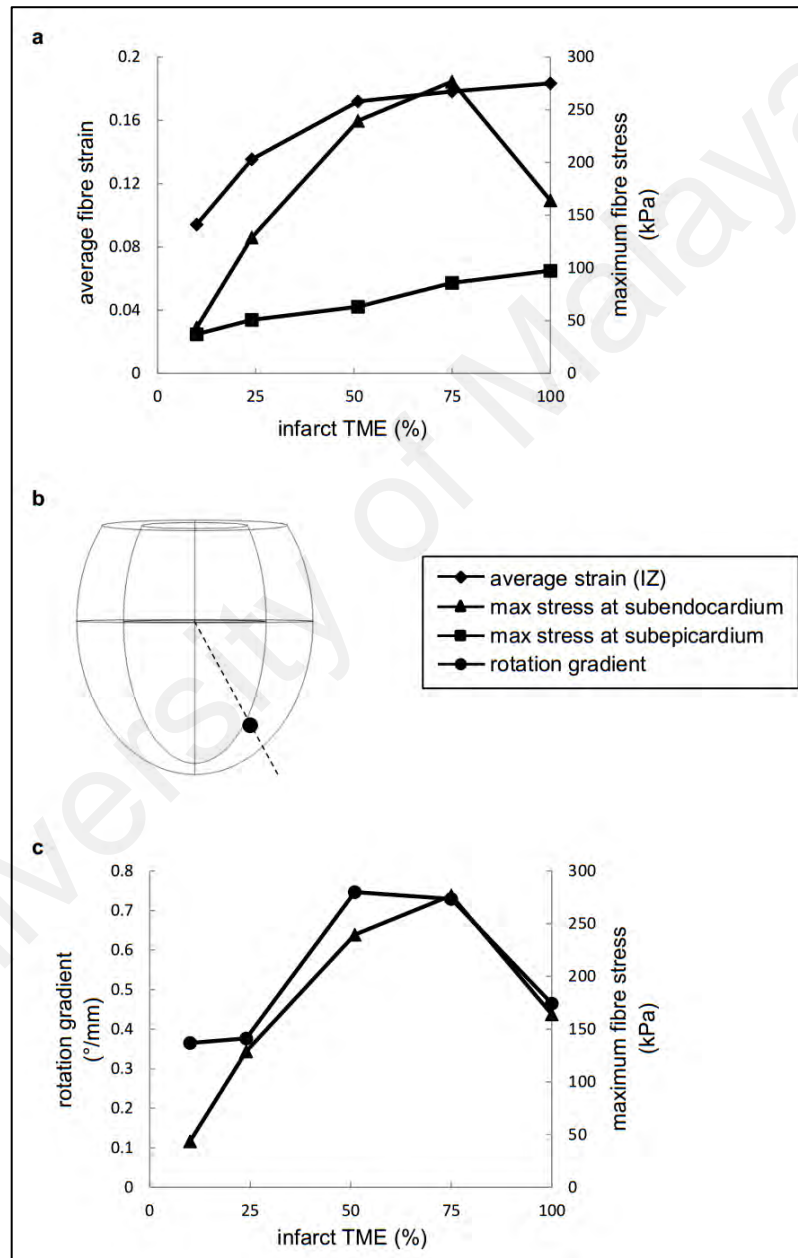 a
0.2
0.16
0.12
0.08
0.04
0
average fibre strain
300
250
200
150
100
50
0
maximum fibre stress
(kPa)
0 25 50 75 100
infarct TME (%)
b
average strain (IZ)
max stress at subendocardium
max stress at subepicardium
rotation gradient
c
0.8
0.7
0.6
0.5
0.4
0.3
0.2
0.1
0
rotation gradient
(°/mm)
300
250
200
150
100
50
0
maximum fibre stress
(kPa)
0 25 50 75 100
infarct TME (%)
University of Malaya